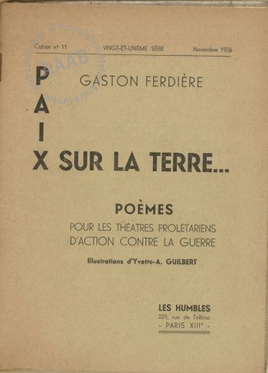 Cahier n° 11 VINGT-ET-UNIÈME SÉRIE Novembre 1936
GASTON FERDIÈRE
PAIX SUR LA TERRE...
POÈMES
POUR LES THÉATRES PROLÉTARIENS
D'ACTION CONTRE LA GUERRE
Illustrations d'Yvette-A. GUILBERT
LES HUMBLES
229, rue de Tolbiac
- PARIS XIIIe -